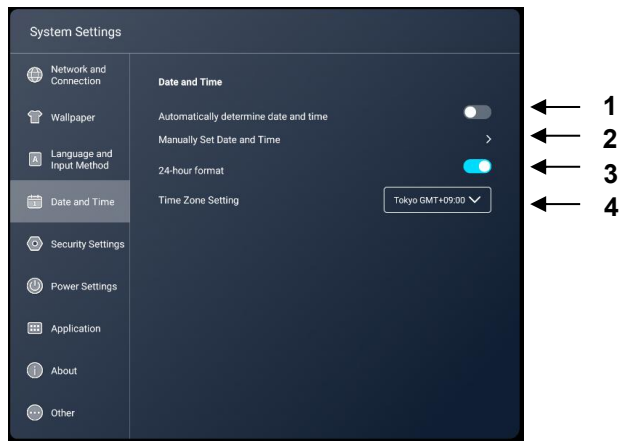 System Settings
Network and
Connection
Wallpaper
Language and
Input Method
Date and Time
Security Settings
Power Settings
Application
About
Other
Date and Time
Automatically determine date and time
Manually Set Date and Time
24-hour format
Time Zone Setting
Tokyo GMT+09:00
1
2
3
4
A